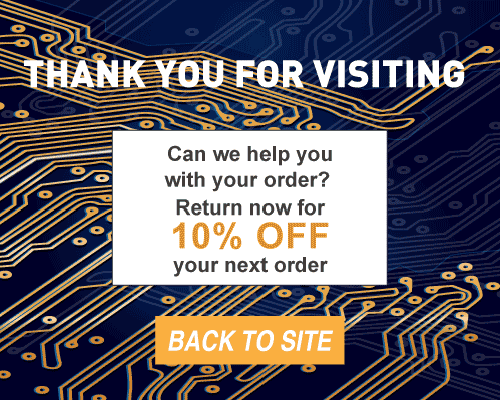 THANK YOU FOR VISITING
Can we help you
with your order?
Return now for
10% OFF
your next order
BACK TO SITE